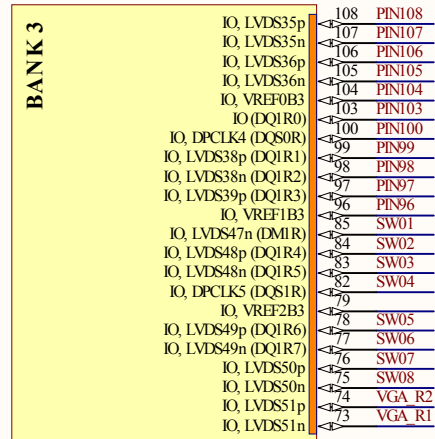 BANK 3
IO, LVDS35p 108 PIN108
IO, LVDS35n 107 PIN107
IO, LVDS36p 106 PIN106
IO, LVDS36n 105 PIN105
IO, VREF0B3 104 PIN104
IO (DQ1R0) 103 PIN103
IO, DPCLK4 (DQS0R) 100 PIN100
IO, LVDS38p (DQ1R1) 99 PIN99
IO, LVDS38n (DQ1R2) 98 PIN98
IO, LVDS39p (DQ1R3) 97 PIN97
IO, VREF1B3 96 PIN96
IO, LVDS47n (DM1R) 85 SW01
IO, LVDS48p (DQ1R4) 84 SW02
IO, LVDS48n (DQ1R5) 83 SW03
IO, DPCLK5 (DQS1R) 82 SW04
IO, VREF2B3 79
IO, LVDS49p (DQ1R6) 78 SW05
IO, LVDS49n (DQ1R7) 77 SW06
IO, LVDS50p 76 SW07
IO, LVDS50n 75 SW08
IO, LVDS51p 74 VGA_R2
IO, LVDS51n 73 VGA_R1